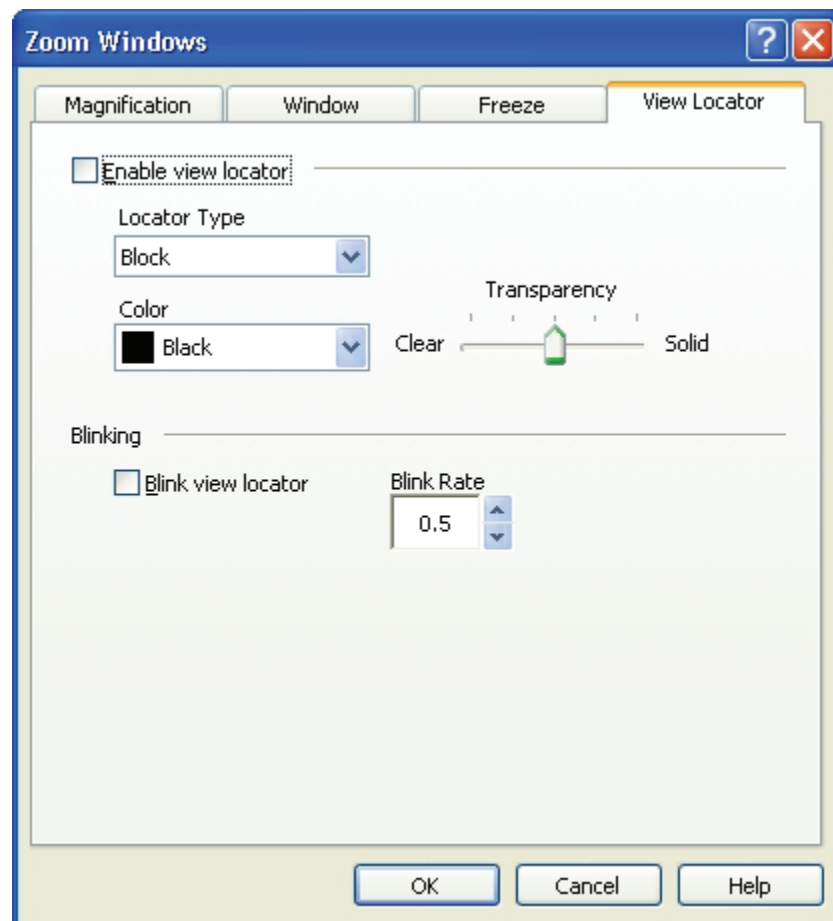 Zoom Windows
Magnification Window Freeze View Locator
Enable view locator
Locator Type
Block
Transparency
Color
Black Clear Solid
Blinking
Blink view locator Blink Rate
0.5
OK Cancel Help